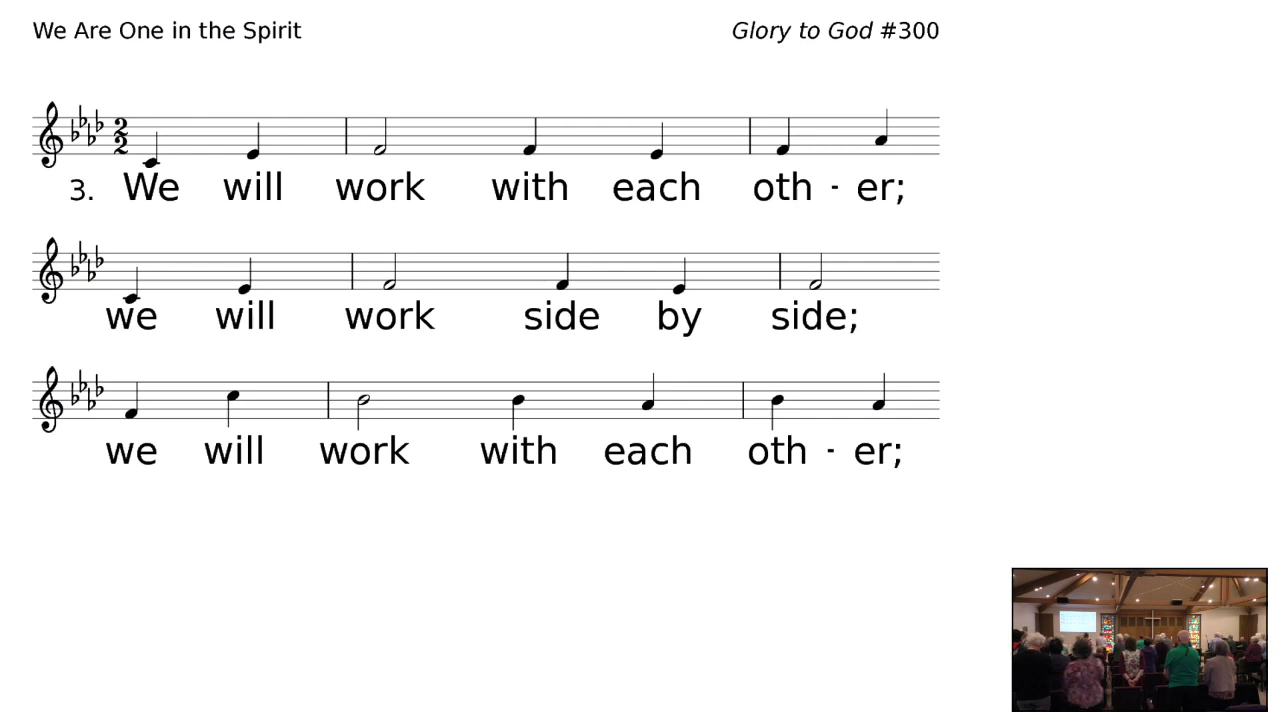 We Are One in the Spirit
Glory to God #300
3. We will work with each oth - er;
we will work side by side;
we will work with each oth - er;